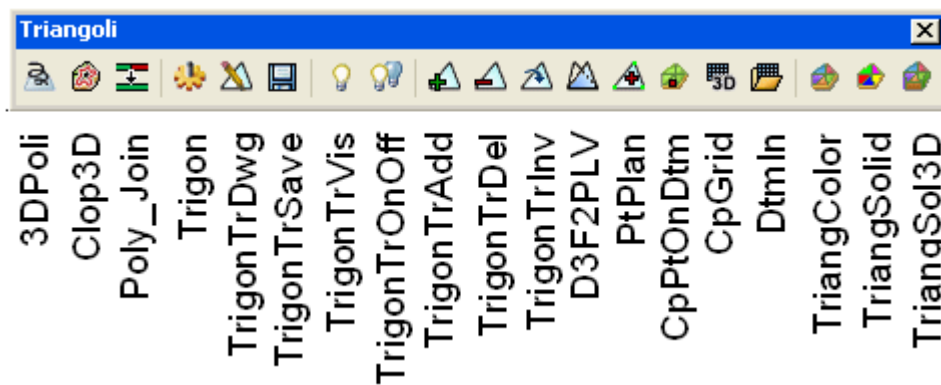 Triangoli
3D
3DPoli
Clop3D
Poly_Join
Trigon
TrigonTrDwg
TrigonTrSave
TrigonTrVis
TrigonTrOnOff
TrigonTrAdd
TrigonTrDel
TrigonTrInv
D3F2PLV
PtPlan
CpPtOnDtm
CpGrid
DtmIn
TriangColor
TriangSolid
TriangSol3D